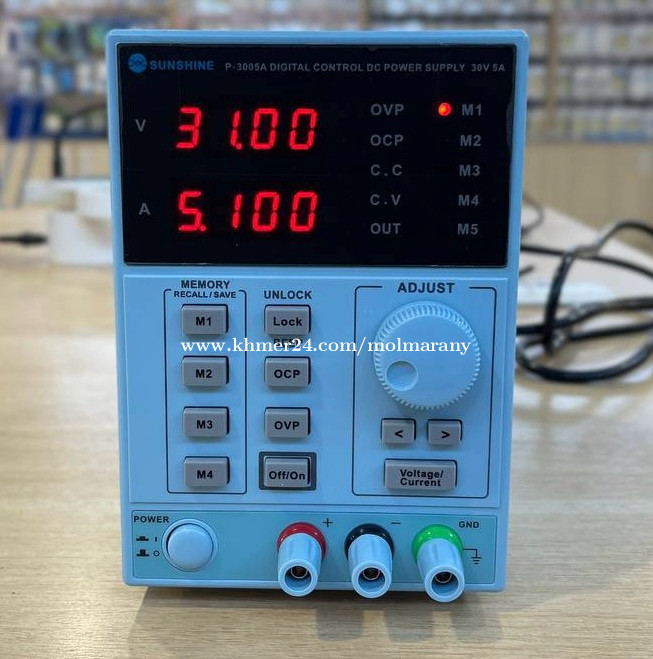 SUNSHINE P-3005A DIGITAL CONTROL DC POWER SUPPLY 30V 5A
V 31.00
A 5.100
OVP M1
OCP M2
C.C M3
C.V M4
OUT M5
MEMORY
RECALL/SAVE
UNLOCK
ADJUST
M1 Lock
www.khmer24.com/molmarany
M2 OCP
M3 OVP
< >
M4 Off/On
Voltage/
Current
POWER
I
O
+ − GND